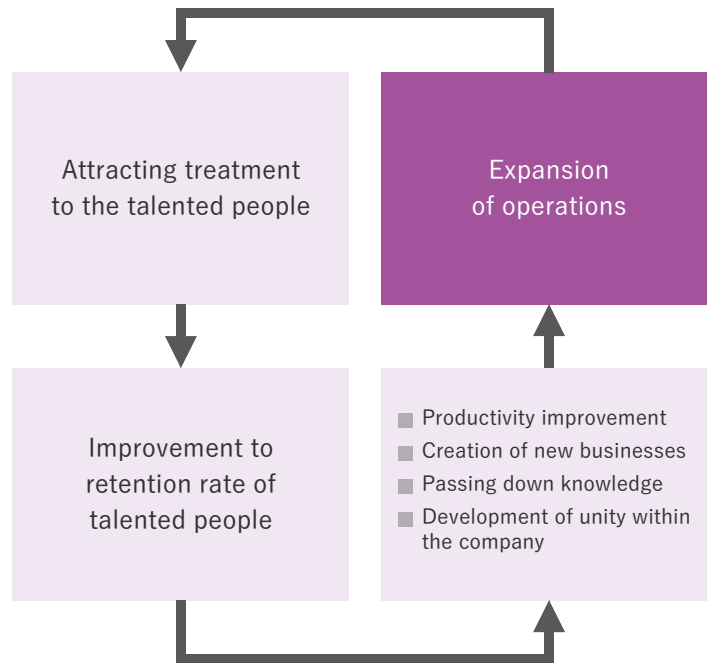 Attracting treatment
to the talented people
Expansion
of operations
Improvement to
retention rate of
talented people
Productivity improvement
Creation of new businesses
Passing down knowledge
Development of unity within
the company